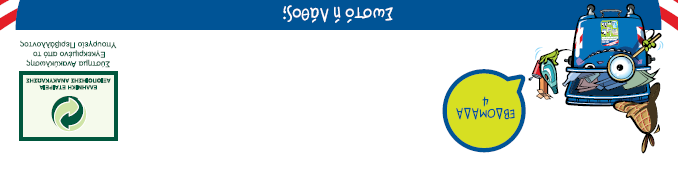 ΕΒΔΟΜΑΔΑ
4
ΕΛΛΗΝΙΚΗ ΕΤΑΙΡΕΙΑ
ΑΞΙΟΠΟΙΗΣΗΣ ΑΝΑΚΥΚΛΩΣΗΣ
Σύστημα Ανακύκλωσης
Εγκεκριμένο από το
Υπουργείο Περιβάλλοντος
Σωστό ή Λάθος;